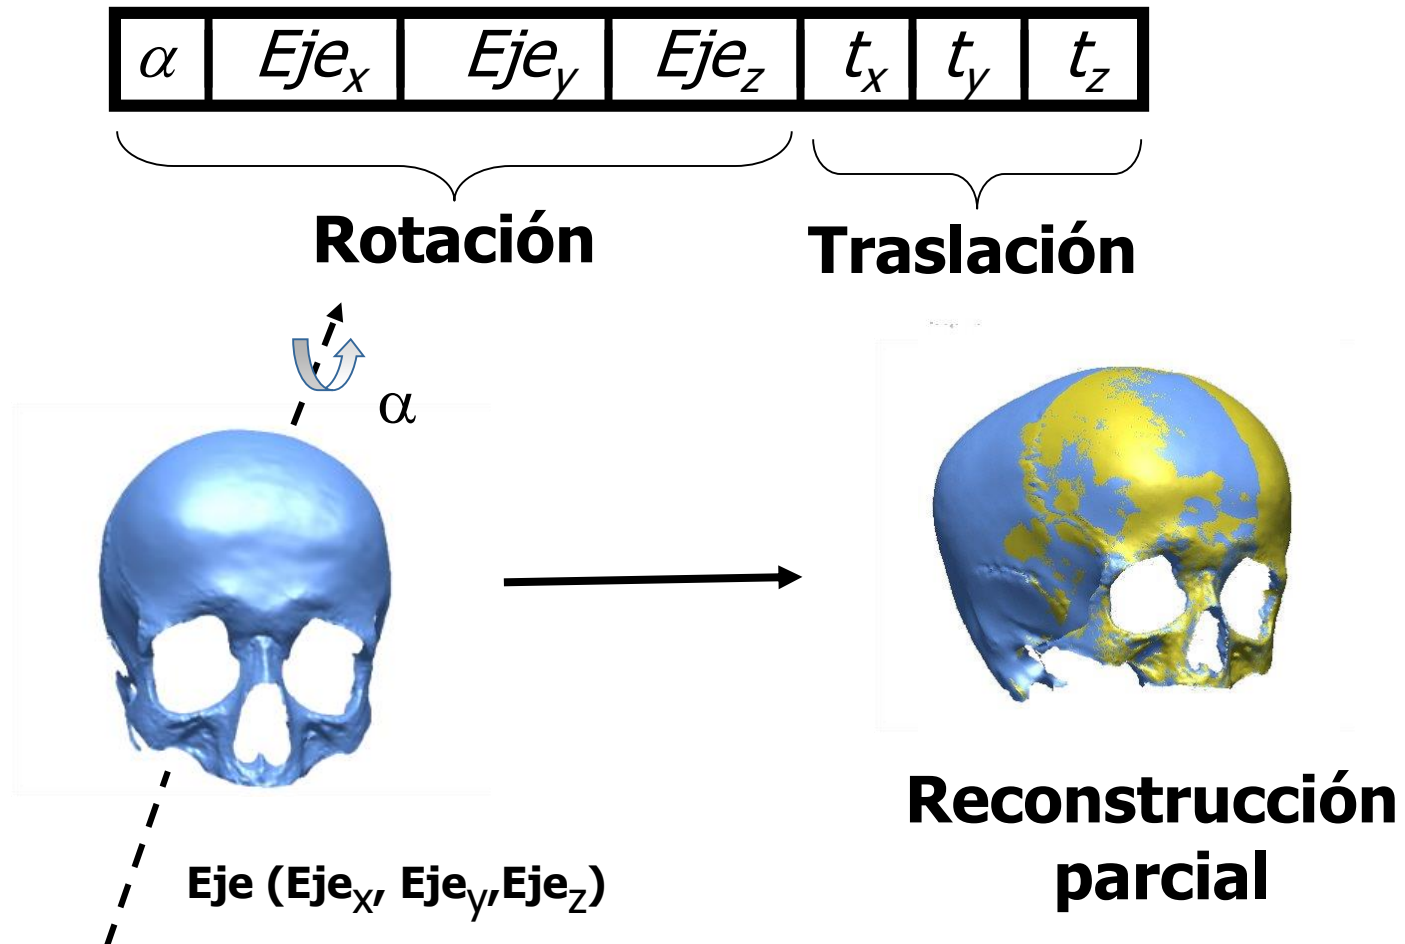 α Eje_x Eje_y Eje_z t_x t_y t_z
Rotación Traslación
α
Eje (Eje_x, Eje_y,Eje_z)
Reconstrucción
parcial